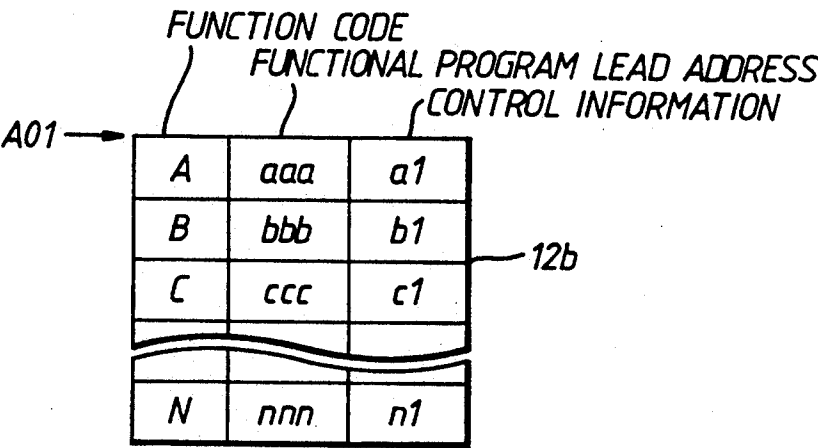 FUNCTION CODE
FUNCTIONAL PROGRAM LEAD ADDRESS
CONTROL INFORMATION
A01
A aaa a1
B bbb b1
12b
C ccc c1
N nnn n1